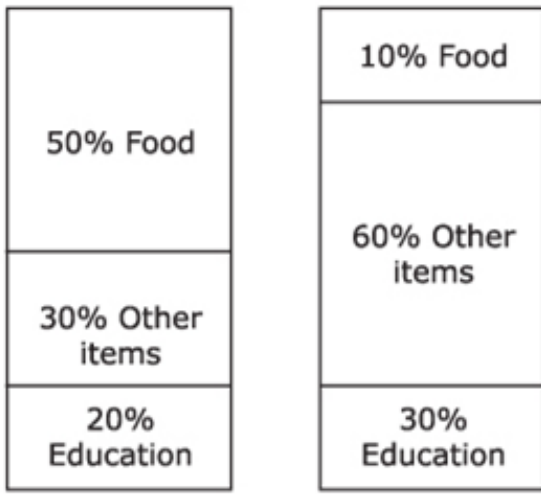 50% Food
30% Other
items
20%
Education
10% Food
60% Other
items
30%
Education